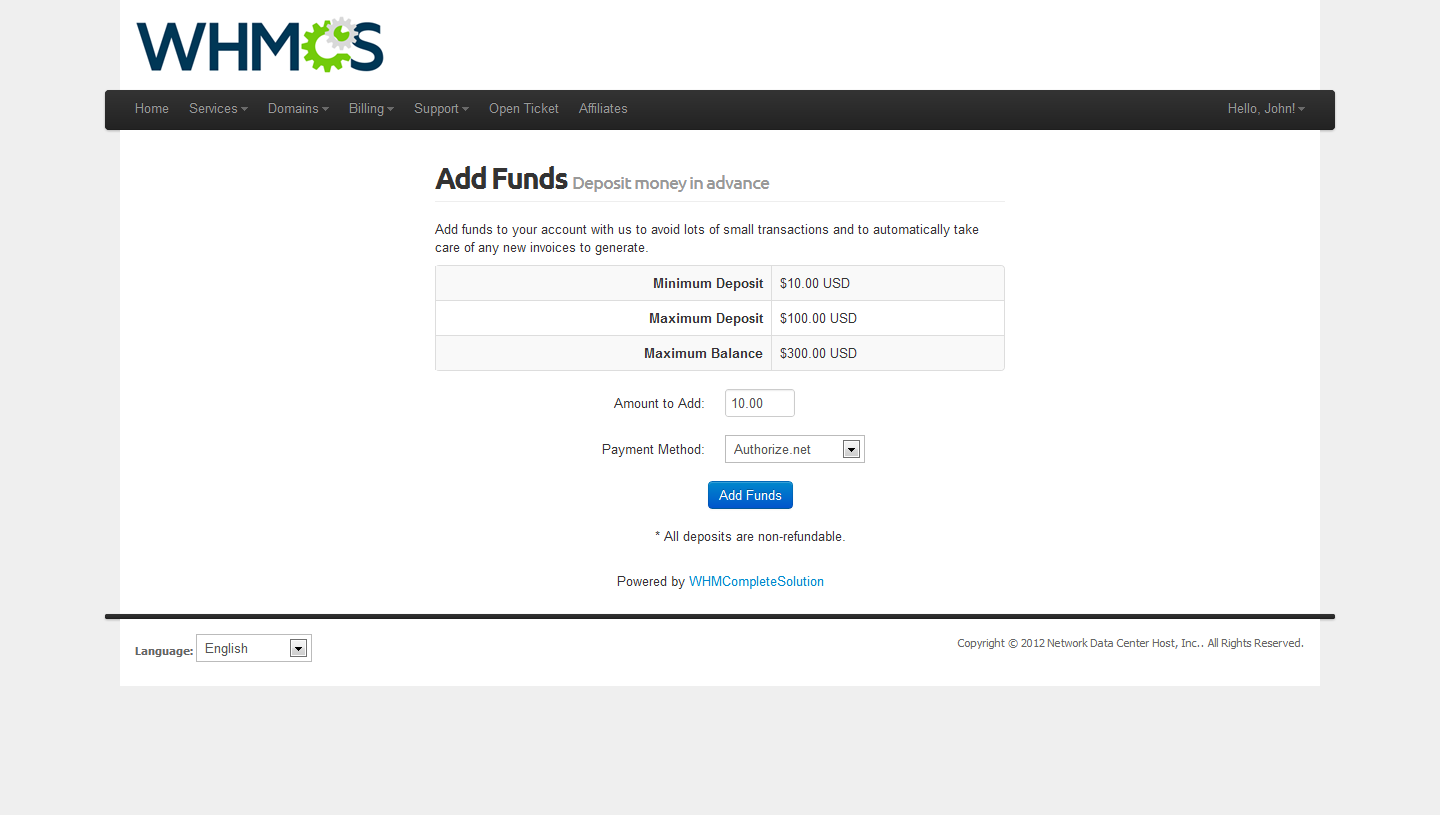 WHMCS
Home Services Domains Billing Support Open Ticket Affiliates Hello, John!
Add Funds Deposit money in advance
Add funds to your account with us to avoid lots of small transactions and to automatically take
care of any new invoices to generate.
Minimum Deposit $10.00 USD
Maximum Deposit $100.00 USD
Maximum Balance $300.00 USD
Amount to Add: 10.00
Payment Method: Authorize.net
Add Funds
* All deposits are non-refundable.
Powered by WHMCompleteSolution
Language: English
Copyright © 2012 Network Data Center Host, Inc.. All Rights Reserved.